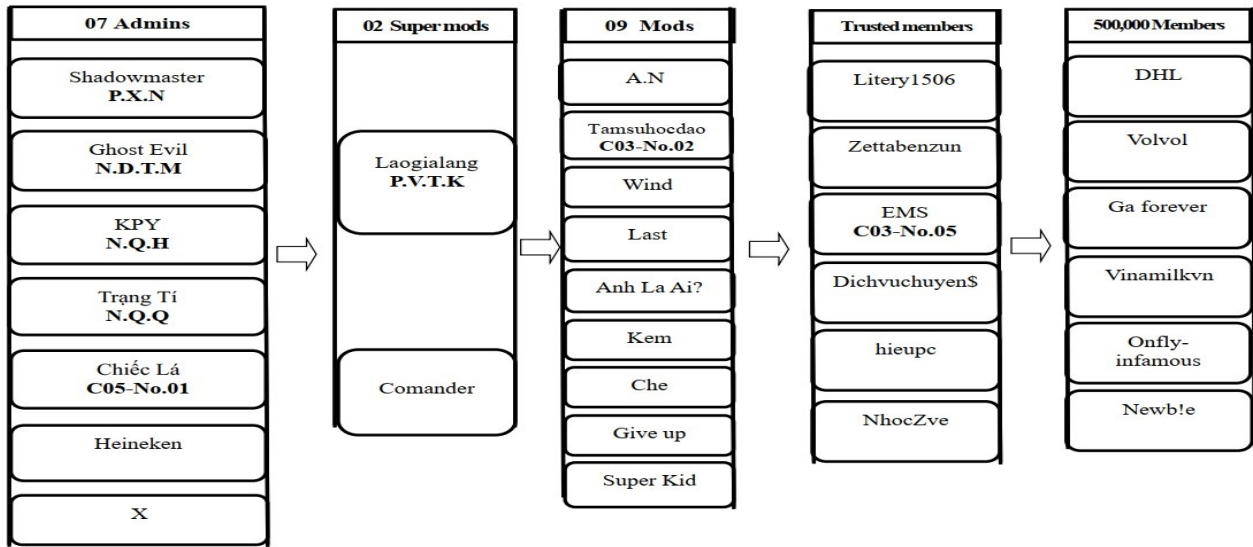 07 Admins
Shadowmaster
P.X.N
Ghost Evil
N.D.T.M
KPY
N.Q.H
Trạng Tí
N.Q.Q
Chiếc Lá
C05-No.01
Heineken
X
02 Super mods
Laogialang
P.V.T.K
Comander
09 Mods
A.N
Tamsuhocdao
C03-No.02
Wind
Last
Anh La Ai?
Kem
Che
Give up
Super Kid
Trusted members
Litery1506
Zettabenzun
EMS
C03-No.05
Dichvuchuyen$
hieupc
NhocZve
500,000 Members
DHL
Volvol
Ga forever
Vinamilkvn
Onfly-
infamous
Newb!e